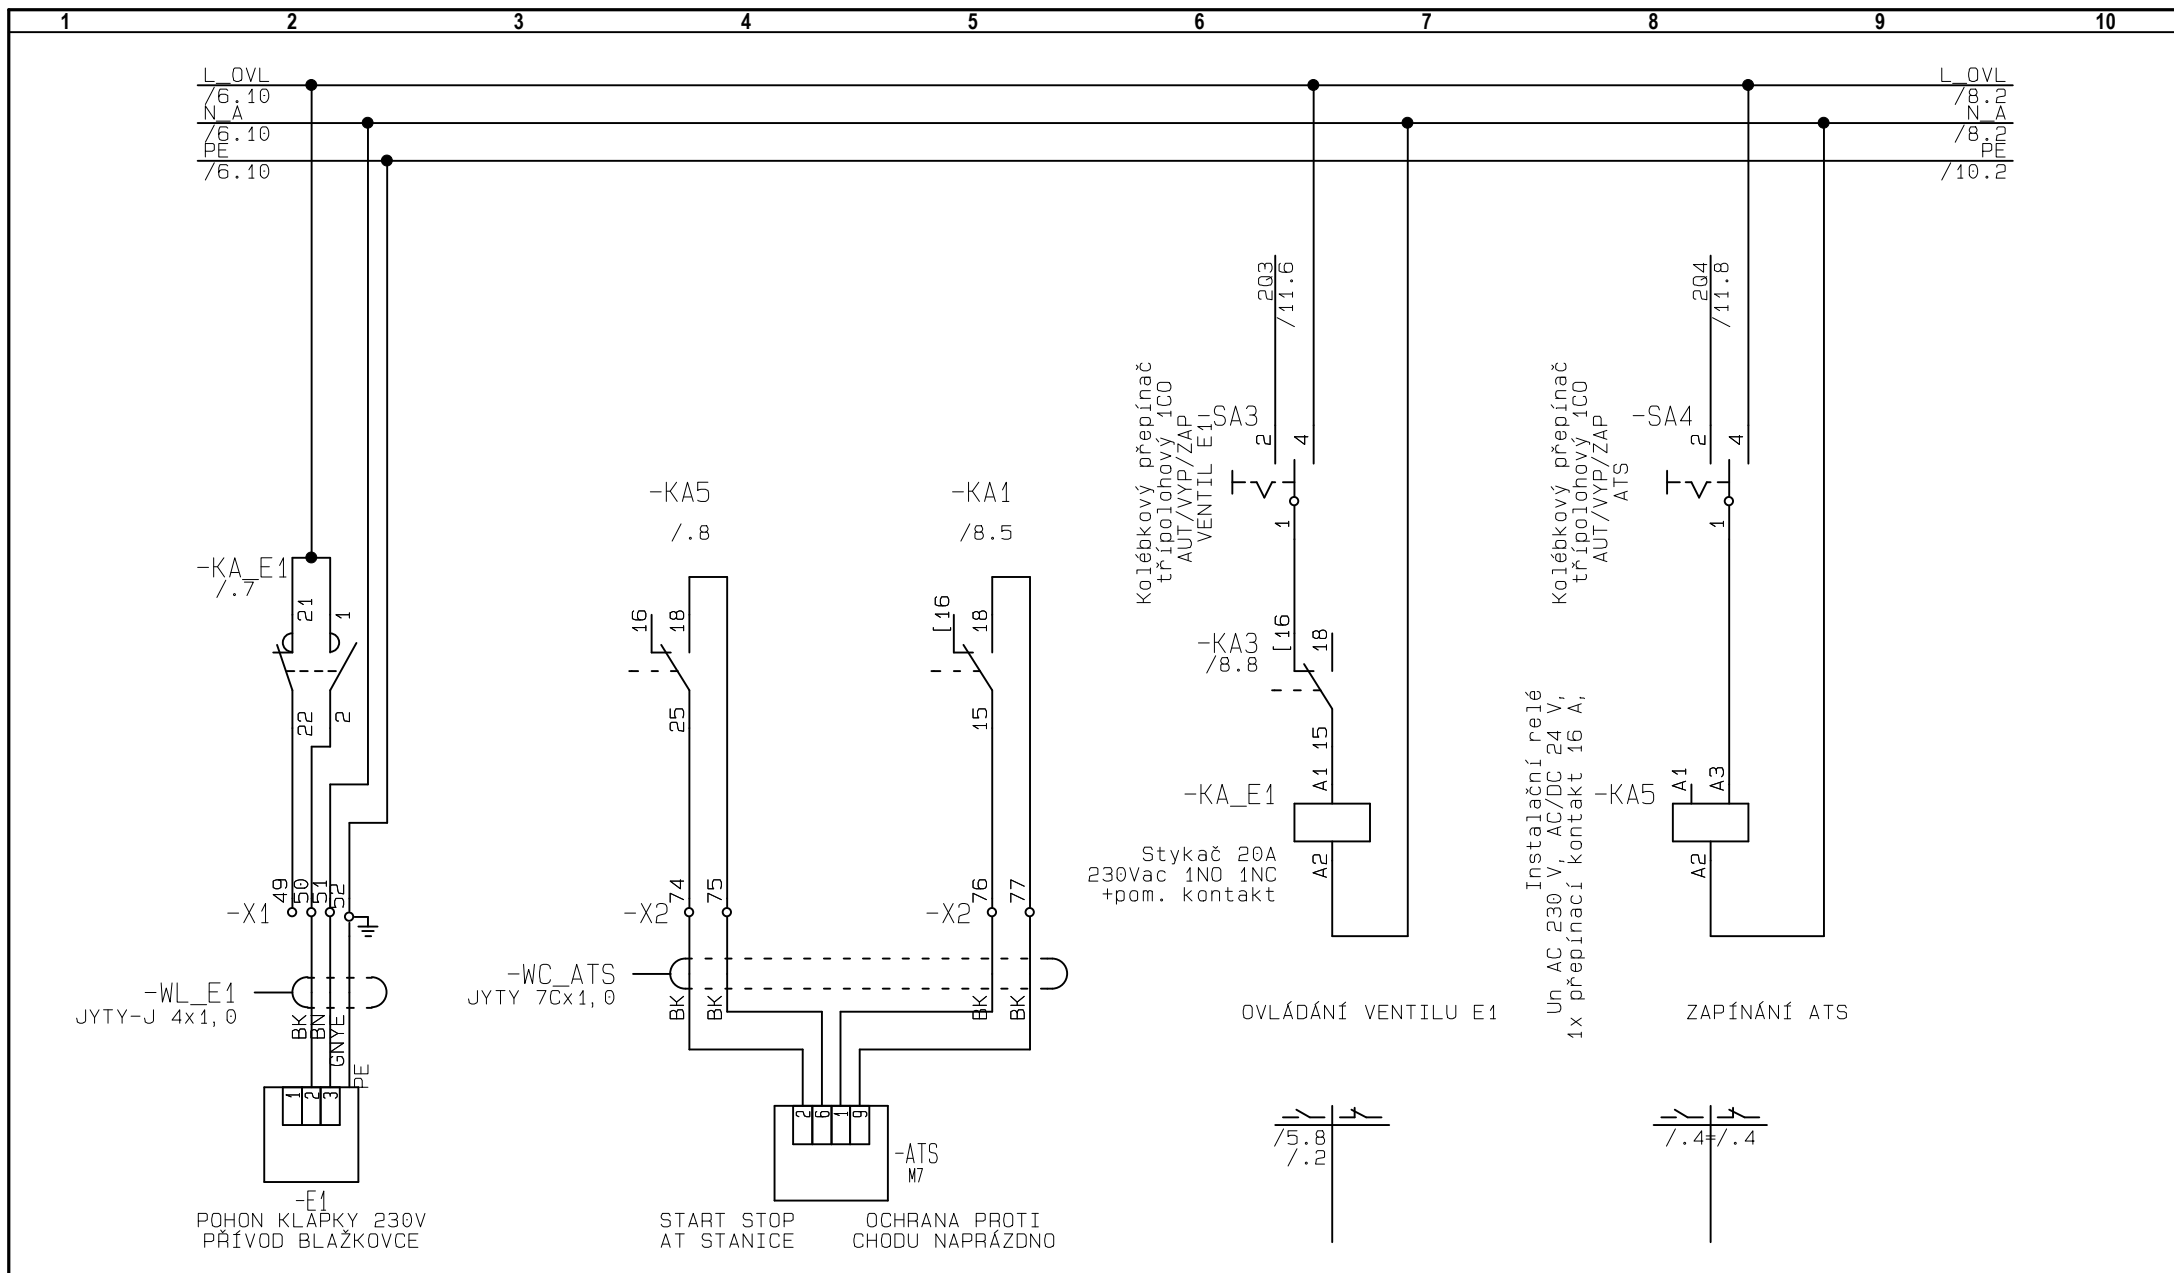 1 2 3 4 5 6 7 8 9 10
L_OVL
/6.10
N_A
/6.10
PE
/6.10
L_OVL
/8.2
N_A
/8.2
PE
/10.2
-KA_E1
/.7
21
1
22
2
49
50
51
52
-X1
-WL_E1
JYTY-J 4x1,0
BK
BN
GNYE
PE
1
2
3
-E1
POHON KLAPKY 230V
PŘÍVOD BLAŽKOVCE
-KA5
/.8
16
18
25
-KA1
/8.5
[16
18
15
-X2
74
75
-X2
76
77
-WC_ATS
JYTY 7Cx1,0
BK
BK
BK
BK
2
6
1
9
-ATS
M7
START STOP
AT STANICE
OCHRANA PROTI
CHODU NAPRÁZDNO
2Q3
/11.6
Kolébkový přepínač
třípolohový 1CO
AUT/VYP/ZAP
VENTIL E1
-SA3
2
4
1
-KA3
/8.8
[16
18
15
-KA_E1
A1
A2
Stykač 20A
230Vac 1NO 1NC
+pom. kontakt
OVLÁDÁNÍ VENTILU E1
/5.8
/.2
2Q4
/11.8
Kolébkový přepínač
třípolohový 1CO
AUT/VYP/ZAP
ATS
-SA4
2
4
1
Instalační relé
Un AC 230 V, AC/DC 24 V,
1x přepínací kontakt 16 A,
-KA5
A1
A3
A2
ZAPÍNÁNÍ ATS
/.4≠/.4